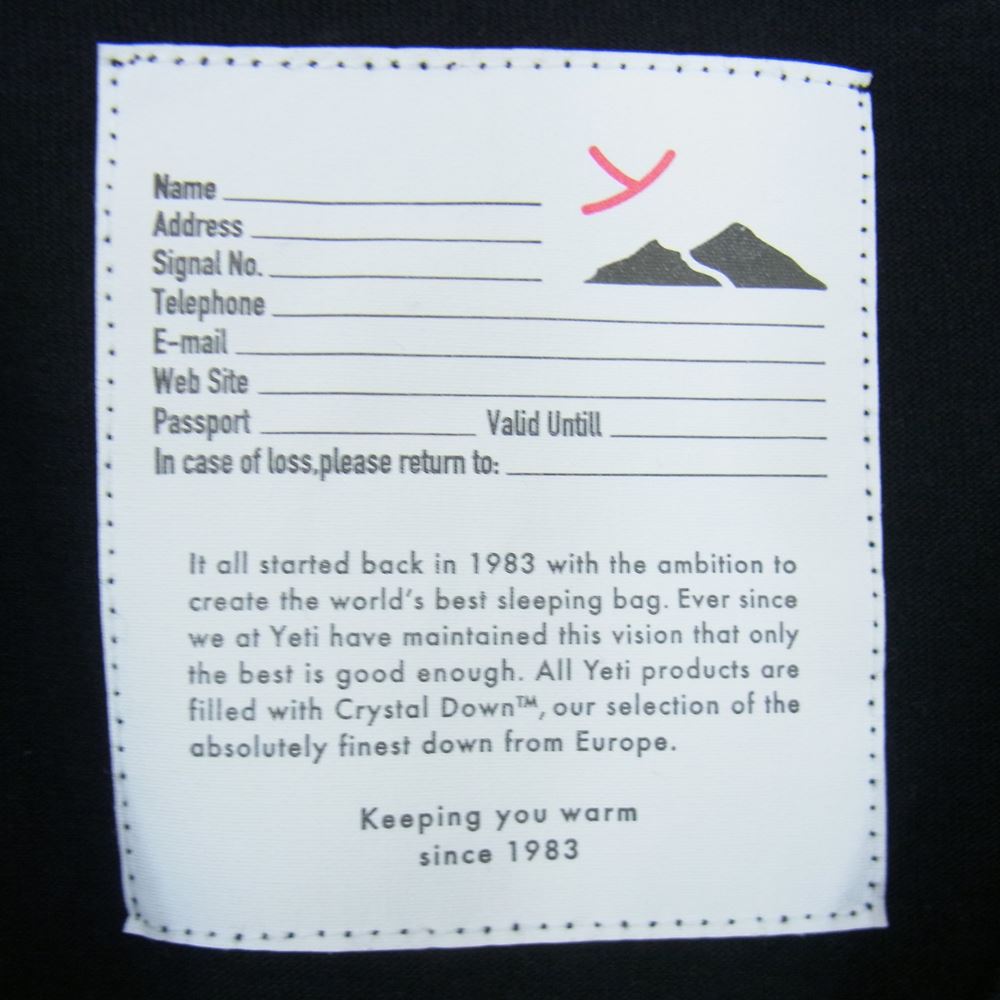 Name
Address
Signal No.
Telephone
E-mail
Web Site
Passport Valid Untill
In case of loss,please return to:
It all started back in 1983 with the ambition to
create the world's best sleeping bag. Ever since
we at Yeti have maintained this vision that only
the best is good enough. All Yeti products are
filled with Crystal Down™, our selection of the
absolutely finest down from Europe.
Keeping you warm
since 1983